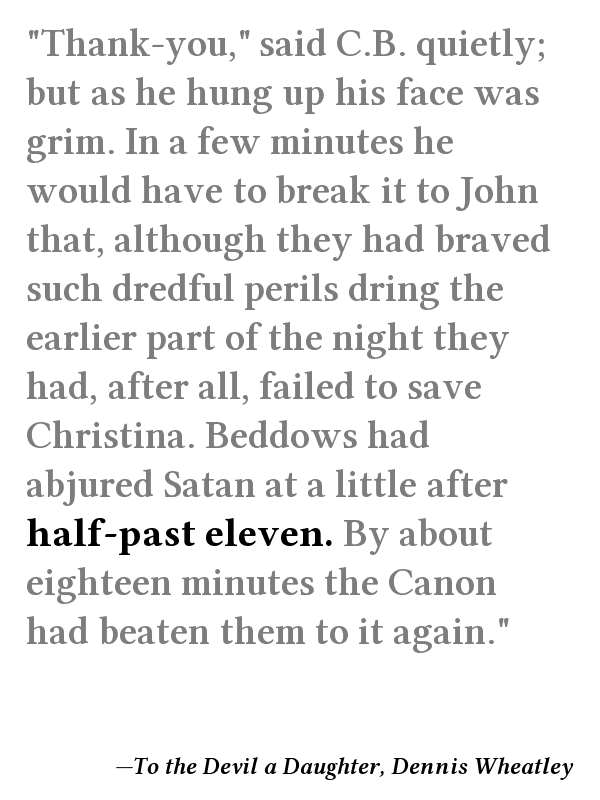 "Thank-you," said C.B. quietly;
but as he hung up his face was
grim. In a few minutes he
would have to break it to John
that, although they had braved
such dredful perils dring the
earlier part of the night they
had, after all, failed to save
Christina. Beddows had
abjured Satan at a little after
half-past eleven. By about
eighteen minutes the Canon
had beaten them to it again."
—To the Devil a Daughter, Dennis Wheatley